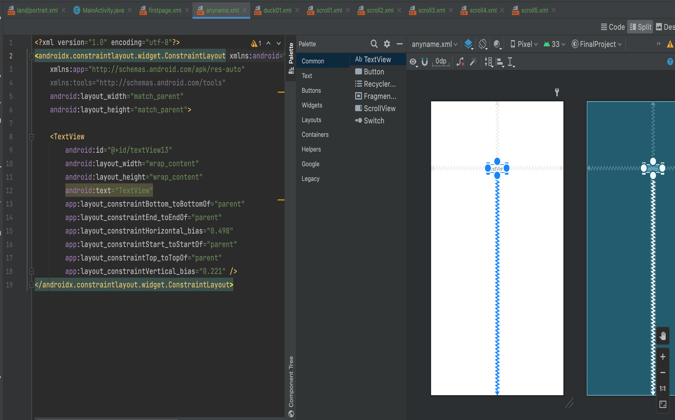 land/portrait.xml MainActivity.java firstpage.xml anyname.xml duck01.xml scroll1.xml scroll2.xml scroll3.xml scroll4.xml scroll5.xml
Code Split Des
Palette anyname.xml Pixel 33 FinalProject
1 <?xml version="1.0" encoding="utf-8"?> 1
2 <androidx.constraintlayout.widget.ConstraintLayout xmlns:android
3 xmlns:app="http://schemas.android.com/apk/res-auto"
4 xmlns:tools="http://schemas.android.com/tools"
5 android:layout_width="match_parent"
6 android:layout_height="match_parent">
7
8 <TextView
9 android:id="@+id/textView13"
10 android:layout_width="wrap_content"
11 android:layout_height="wrap_content"
12 android:text="TextView"
13 app:layout_constraintBottom_toBottomOf="parent"
14 app:layout_constraintEnd_toEndOf="parent"
15 app:layout_constraintHorizontal_bias="0.498"
16 app:layout_constraintStart_toStartOf="parent"
17 app:layout_constraintTop_toTopOf="parent"
18 app:layout_constraintVertical_bias="0.221" />
19 </androidx.constraintlayout.widget.ConstraintLayout>
Palette
Component Tree
Common
Text
Buttons
Widgets
Layouts
Containers
Helpers
Google
Legacy
Ab TextView
Button
Recycler...
Fragmen...
ScrollView
Switch
0dp
1:1